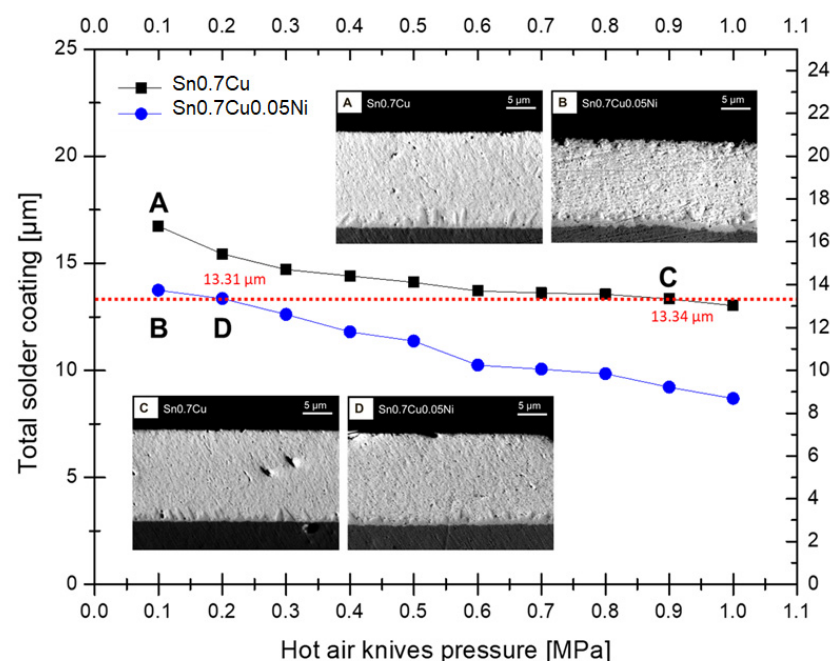 0.0 0.1 0.2 0.3 0.4 0.5 0.6 0.7 0.8 0.9 1.0 1.1
25
20
15
10
5
0
Total solder coating [µm]
Sn0.7Cu
Sn0.7Cu0.05Ni
A Sn0.7Cu 5 µm
B Sn0.7Cu0.05Ni 5 µm
A
13.31 µm
C
B
D
13.34 µm
C Sn0.7Cu 5 µm
D Sn0.7Cu0.05Ni 5 µm
24
22
20
18
16
14
13
12
10
8
6
4
3
2
0
0.0 0.1 0.2 0.3 0.4 0.5 0.6 0.7 0.8 0.9 1.0 1.1
Hot air knives pressure [MPa]